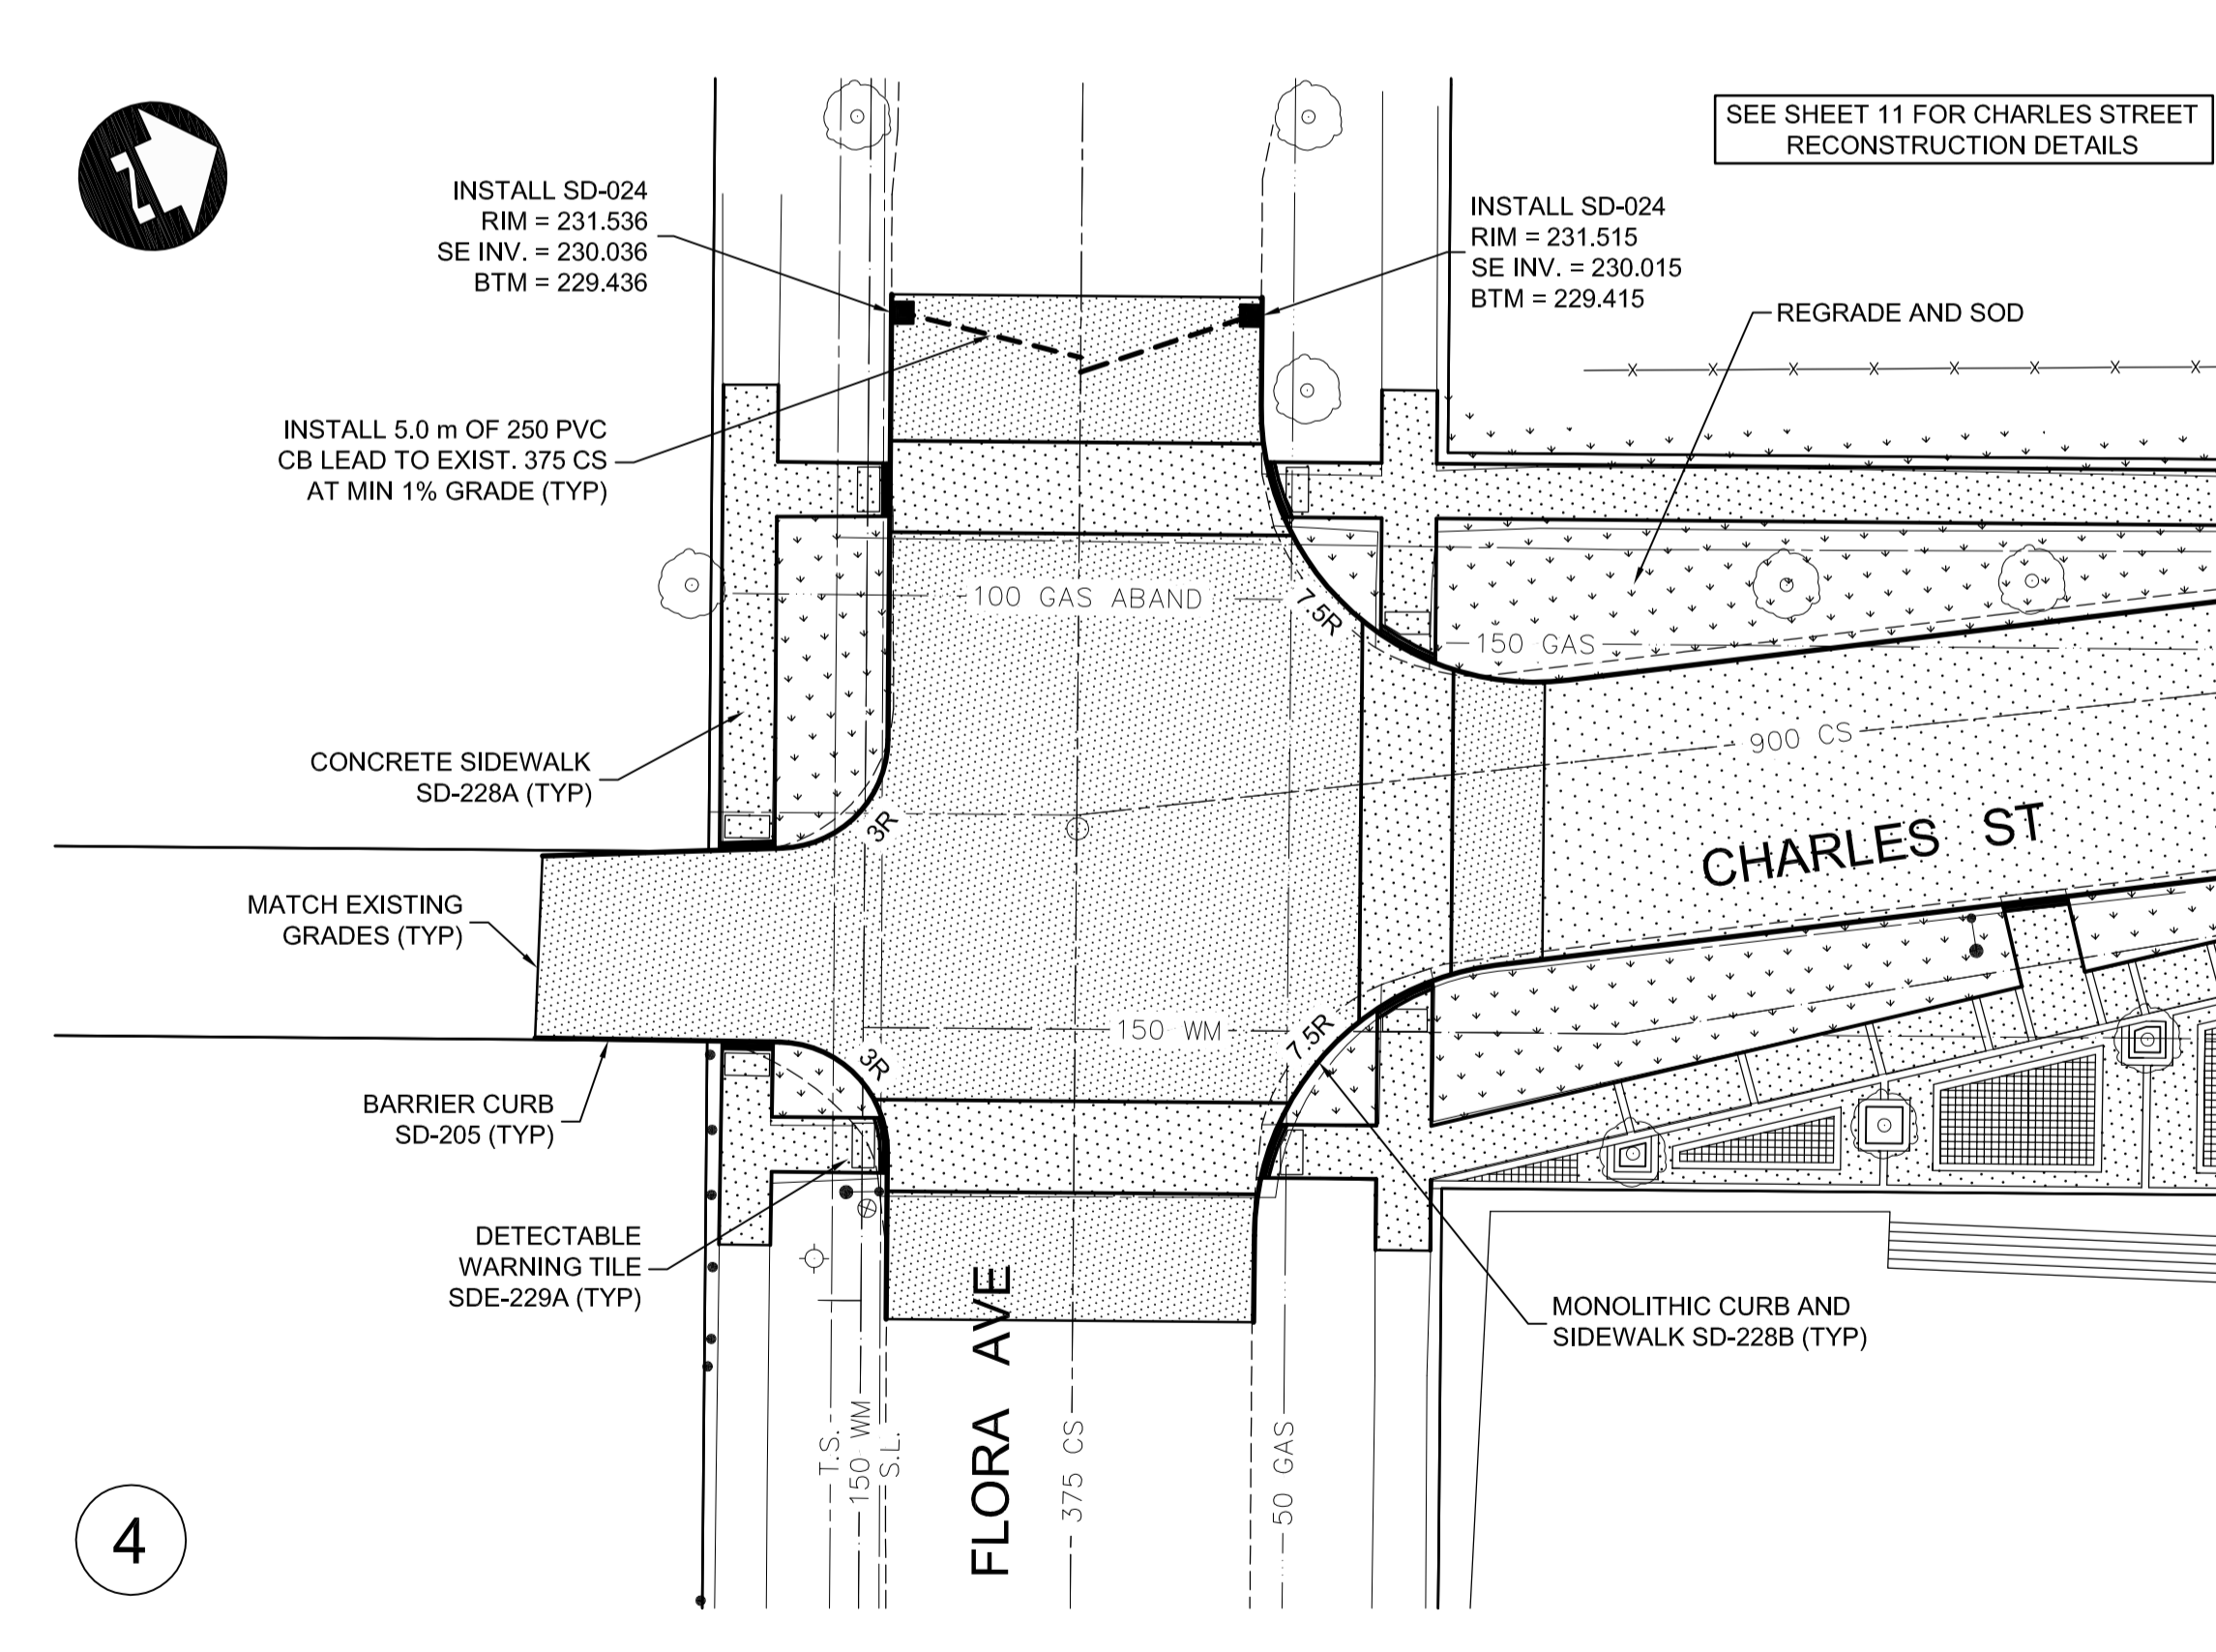 SEE SHEET 11 FOR CHARLES STREET
RECONSTRUCTION DETAILS
Z
INSTALL SD-024
RIM = 231.536
SE INV. = 230.036
BTM = 229.436
INSTALL SD-024
RIM = 231.515
SE INV. = 230.015
BTM = 229.415
REGRADE AND SOD
INSTALL 5.0 m OF 250 PVC
CB LEAD TO EXIST. 375 CS
AT MIN 1% GRADE (TYP)
100 GAS ABAND
7.5R
150 GAS
CONCRETE SIDEWALK
SD-228A (TYP)
900 CS
3R
CHARLES ST
MATCH EXISTING
GRADES (TYP)
150 WM
7.5R
3R
BARRIER CURB
SD-205 (TYP)
DETECTABLE
WARNING TILE
SDE-229A (TYP)
MONOLITHIC CURB AND
SIDEWALK SD-228B (TYP)
T.S.
150 WM
S.L.
FLORA AVE
375 CS
50 GAS
4